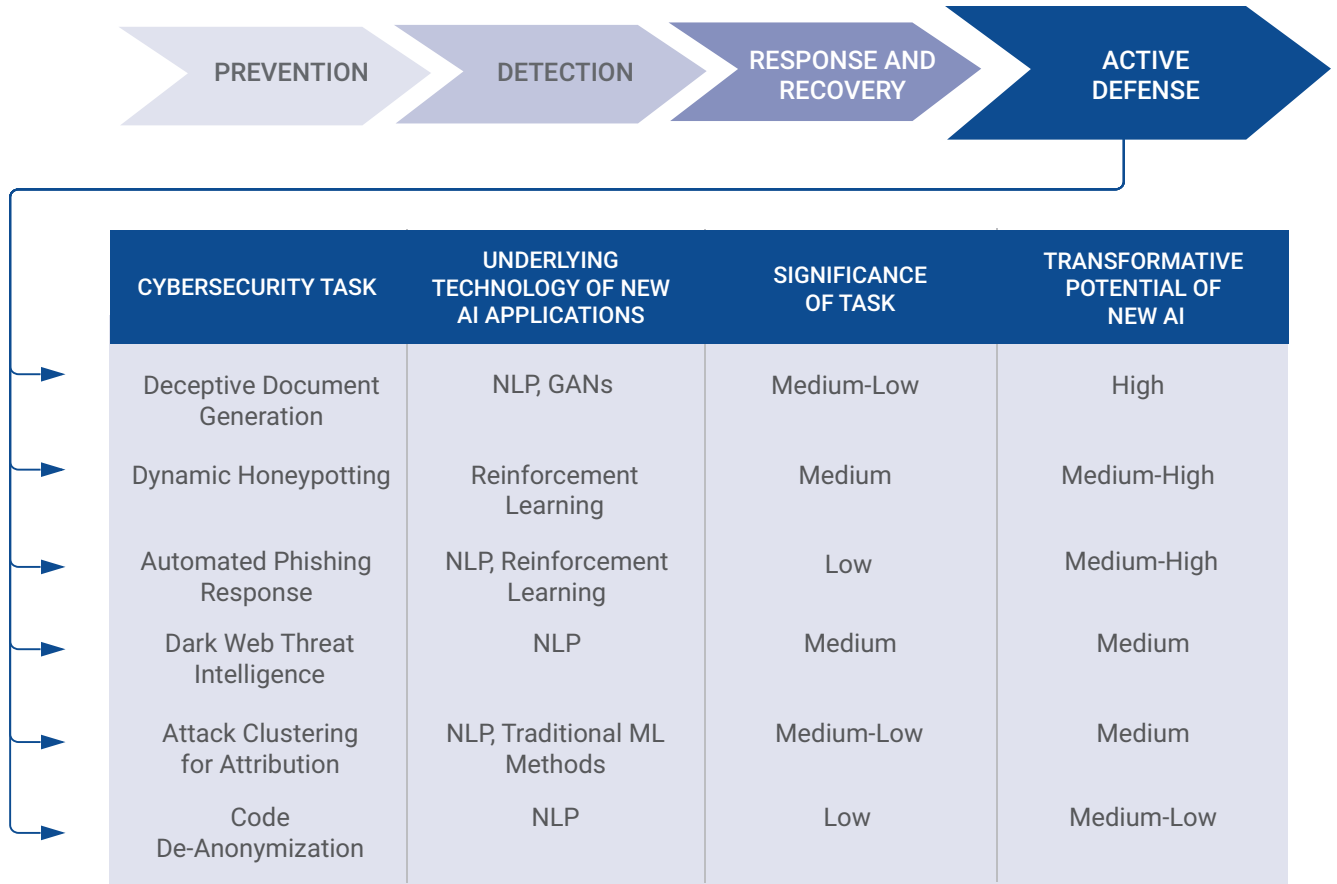 PREVENTION
DETECTION
RESPONSE AND
RECOVERY
ACTIVE
DEFENSE
CYBERSECURITY TASK
UNDERLYING
TECHNOLOGY OF NEW
AI APPLICATIONS
SIGNIFICANCE
OF TASK
TRANSFORMATIVE
POTENTIAL OF
NEW AI
Deceptive Document
Generation
NLP, GANs
Medium-Low
High
Dynamic Honeypotting
Reinforcement
Learning
Medium
Medium-High
Automated Phishing
Response
NLP, Reinforcement
Learning
Low
Medium-High
Dark Web Threat
Intelligence
NLP
Medium
Medium
Attack Clustering
for Attribution
NLP, Traditional ML
Methods
Medium-Low
Medium
Code
De-Anonymization
NLP
Low
Medium-Low